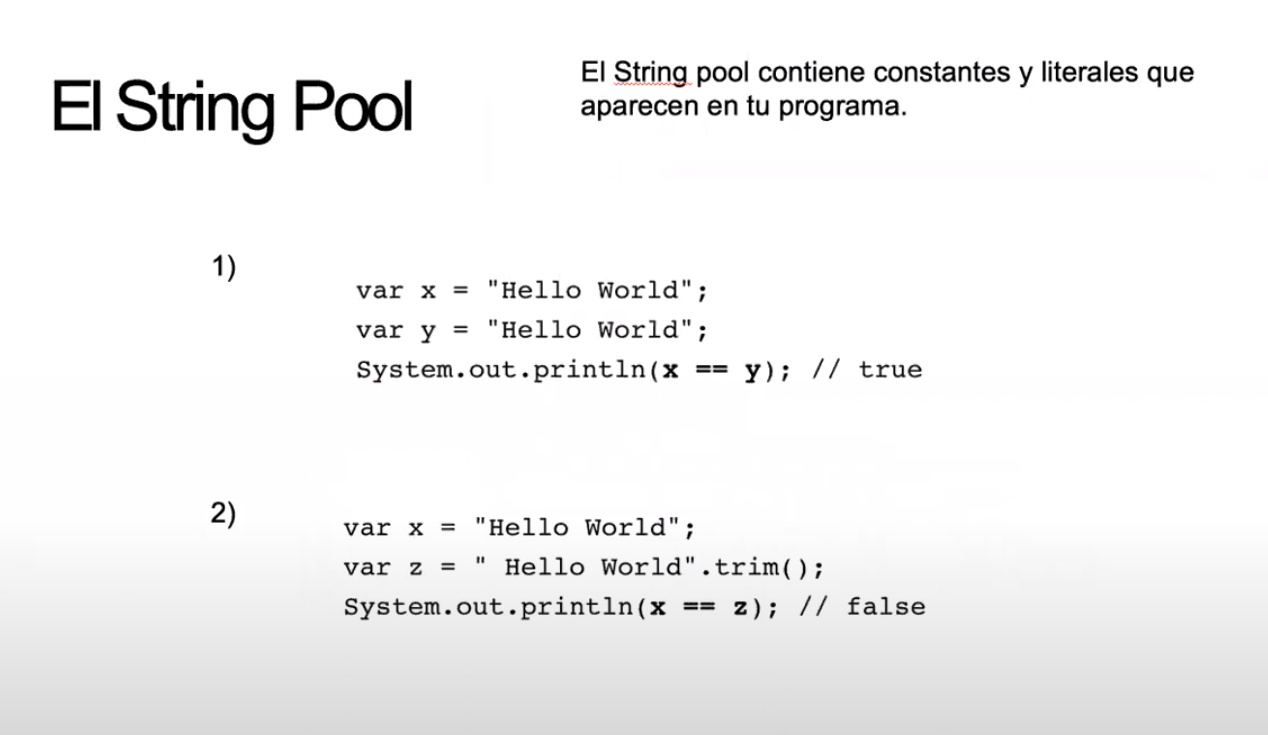 El String Pool
El String pool contiene constantes y literales que
aparecen en tu programa.
1)
var x = "Hello World";
var y = "Hello World";
System.out.println(x == y); // true
2)
var x = "Hello World";
var z = " Hello World".trim();
System.out.println(x == z); // false